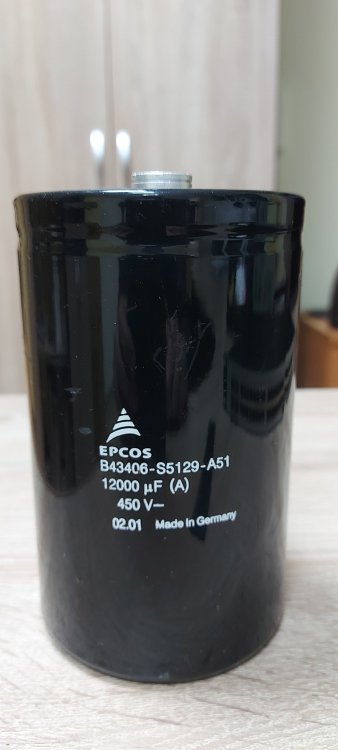 EPCOS
B43406-S5129-A51
12000 µF (A)
450 V–
02.01 Made in Germany